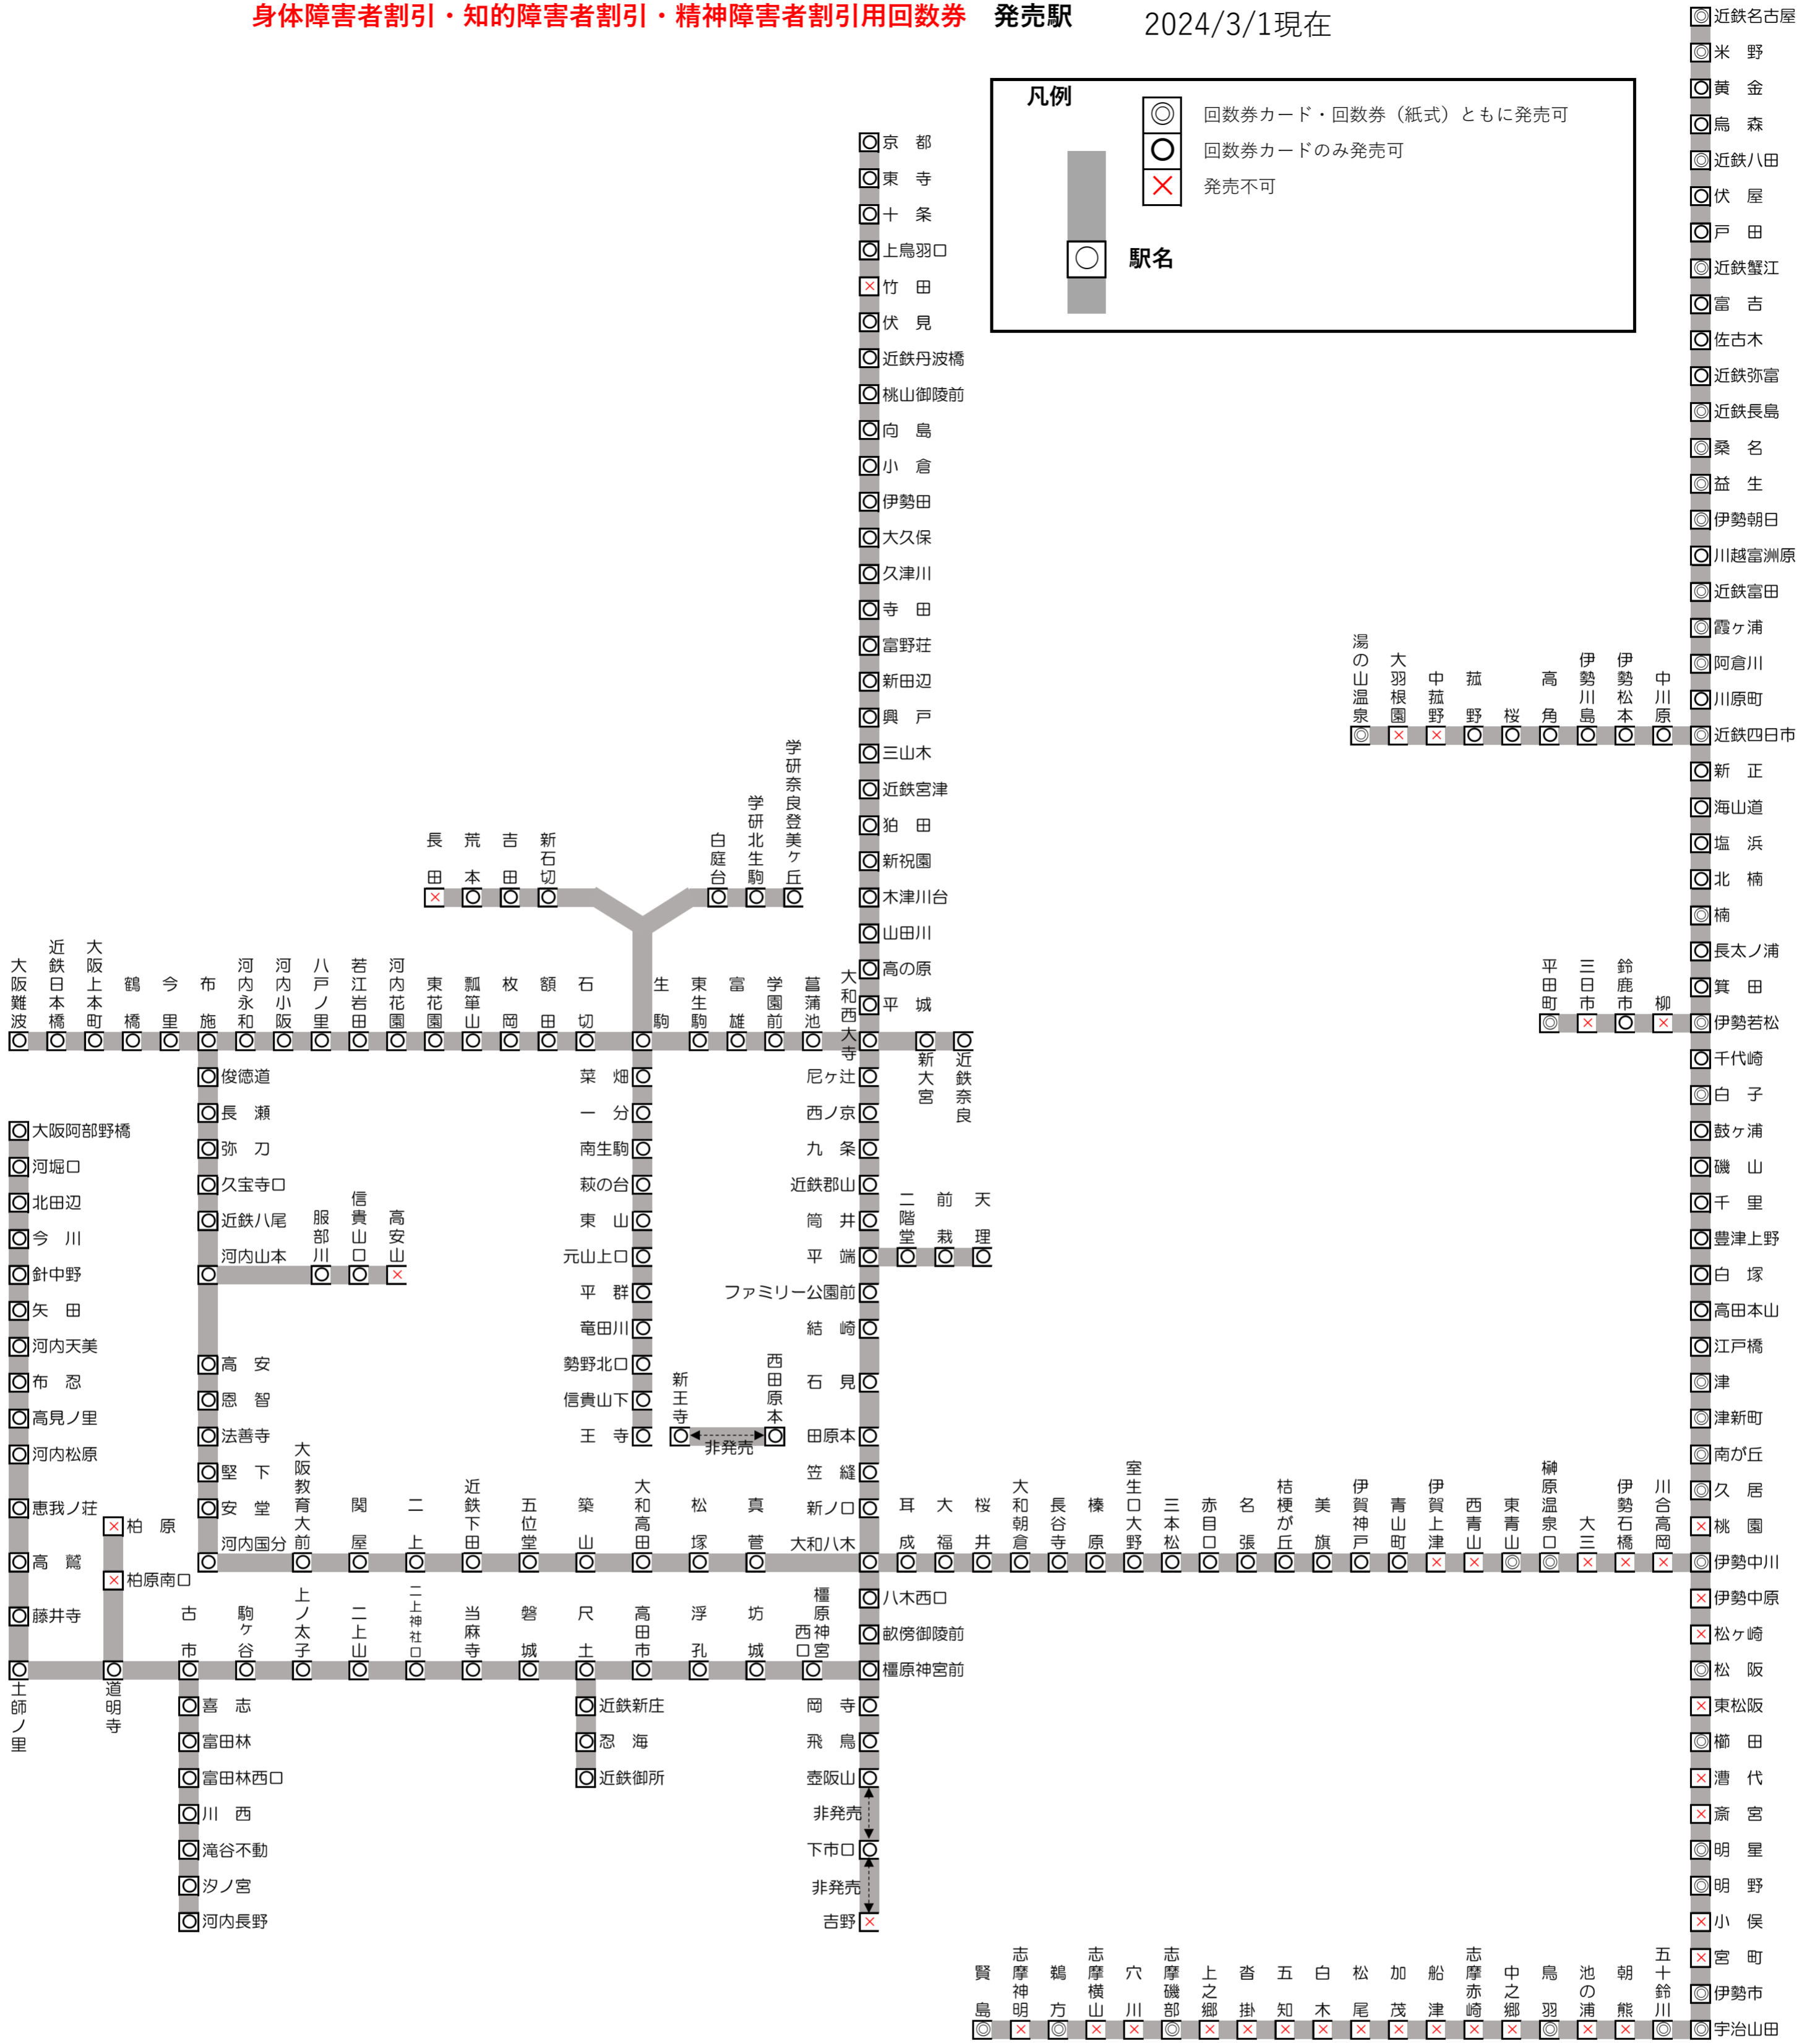 身体障害者割引・知的障害者割引・精神障害者割引用回数券　発売駅
2024/3/1現在
凡例
◎ 回数券カード・回数券（紙式）ともに発売可
○ 回数券カードのみ発売可
× 発売不可
○ 駅名
京　都
東　寺
十　条
上鳥羽口
竹　田
伏　見
近鉄丹波橋
桃山御陵前
向　島
小　倉
伊勢田
大久保
久津川
寺　田
富野荘
新田辺
興　戸
三山木
近鉄宮津
狛　田
新祝園
木津川台
山田川
高の原
平　城
大和西大寺
尼ヶ辻
西ノ京
九　条
近鉄郡山
筒　井
平　端
ファミリー公園前
結　崎
石　見
田原本
笠　縫
新ノ口
大和八木
八木西口
畝傍御陵前
橿原神宮前
岡　寺
飛　鳥
壺阪山
非発売
下市口
非発売
吉野
二階堂
前　栽
天　理
長　田
荒　本
吉　田
新石切
白庭台
学研北生駒
学研奈良登美ヶ丘
大阪難波
近鉄日本橋
大阪上本町
鶴　橋
今　里
布　施
河内永和
河内小阪
八戸ノ里
若江岩田
河内花園
東花園
瓢箪山
枚　岡
額　田
石　切
生　駒
東生駒
富　雄
学園前
菖蒲池
新大宮
近鉄奈良
俊徳道
長　瀬
弥　刀
久宝寺口
近鉄八尾
河内山本
高　安
恩　智
法善寺
堅　下
安　堂
河内国分
服部川
信貴山口
高安山
菜　畑
一　分
南生駒
萩の台
東　山
元山上口
平　群
竜田川
勢野北口
信貴山下
王　寺
新王寺
非発売
西田原本
大阪阿部野橋
河堀口
北田辺
今　川
針中野
矢　田
河内天美
布　忍
高見ノ里
河内松原
恵我ノ荘
高　鷲
藤井寺
土師ノ里
柏　原
柏原南口
道明寺
古　市
駒ヶ谷
上ノ太子
二上山
二上神社口
当麻寺
磐　城
尺　土
高田市
浮　孔
坊　城
橿原神宮西口
喜　志
富田林
富田林西口
川　西
滝谷不動
汐ノ宮
河内長野
近鉄新庄
忍　海
近鉄御所
大阪教育大前
関　屋
二　上
近鉄下田
五位堂
築　山
大和高田
松　塚
真　菅
耳　成
大　福
桜　井
大和朝倉
長谷寺
榛　原
室生口大野
三本松
赤目口
名　張
桔梗が丘
美　旗
伊賀神戸
青山町
伊賀上津
西青山
東青山
榊原温泉口
大　三
伊勢石橋
川合高岡
近鉄名古屋
米　野
黄　金
烏　森
近鉄八田
伏　屋
戸　田
近鉄蟹江
富　吉
佐古木
近鉄弥富
近鉄長島
桑　名
益　生
伊勢朝日
川越富洲原
近鉄富田
霞ヶ浦
阿倉川
川原町
近鉄四日市
新　正
海山道
塩　浜
北　楠
楠
長太ノ浦
箕　田
伊勢若松
千代崎
白　子
鼓ヶ浦
磯　山
千　里
豊津上野
白　塚
高田本山
江戸橋
津
津新町
南が丘
久　居
桃　園
伊勢中川
伊勢中原
松ヶ崎
松　阪
東松阪
櫛　田
漕　代
斎　宮
明　星
明　野
小　俣
宮　町
伊勢市
宇治山田
湯の山温泉
大羽根園
中菰野
菰　野
桜
高　角
伊勢川島
伊勢松本
中川原
平田町
三日市
鈴鹿市
柳
賢　島
志摩神明
鵜　方
志摩横山
穴　川
志摩磯部
上之郷
沓　掛
五　知
白　木
松　尾
加　茂
船　津
志摩赤崎
中之郷
鳥　羽
池の浦
朝　熊
五十鈴川